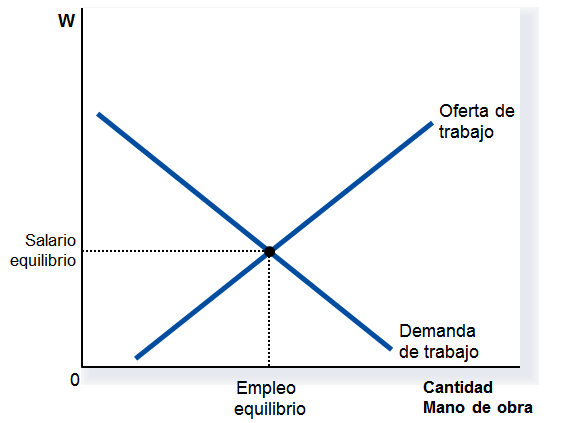 W
Oferta de
trabajo
Salario
equilibrio
Demanda
de trabajo
0
Empleo
equilibrio
Cantidad
Mano de obra